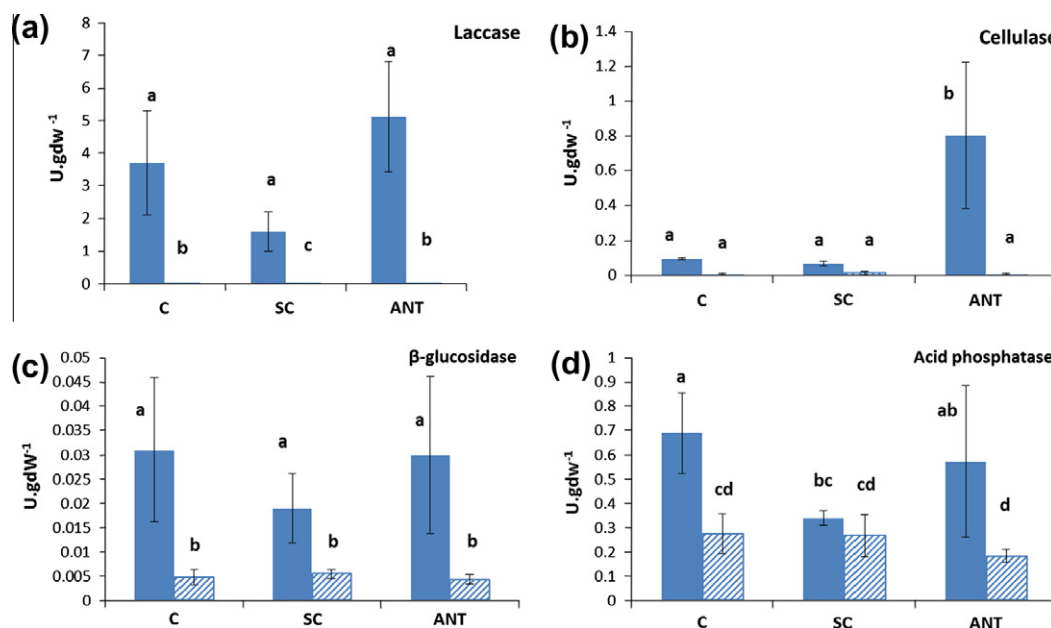 (a)
Laccase
U.gdw⁻¹
8
7
6
5
4
3
2
1
0
a
b
a
c
a
b
C SC ANT
(b)
Cellulase
U.gdw⁻¹
1.4
1.2
1
0.8
0.6
0.4
0.2
0
a
a
a
a
b
a
C SC ANT
(c)
β-glucosidase
U.gdW⁻¹
0.05
0.045
0.04
0.035
0.03
0.025
0.02
0.015
0.01
0.005
0
a
b
a
b
a
b
C SC ANT
(d)
Acid phosphatase
U.gdw⁻¹
1
0.9
0.8
0.7
0.6
0.5
0.4
0.3
0.2
0.1
0
a
cd
bc
cd
ab
d
C SC ANT